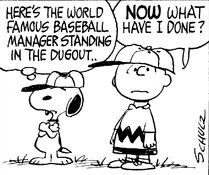 HERE'S THE WORLD
FAMOUS BASEBALL
MANAGER STANDING
IN THE DUGOUT..
NOW WHAT
HAVE I DONE?
SCHULZ